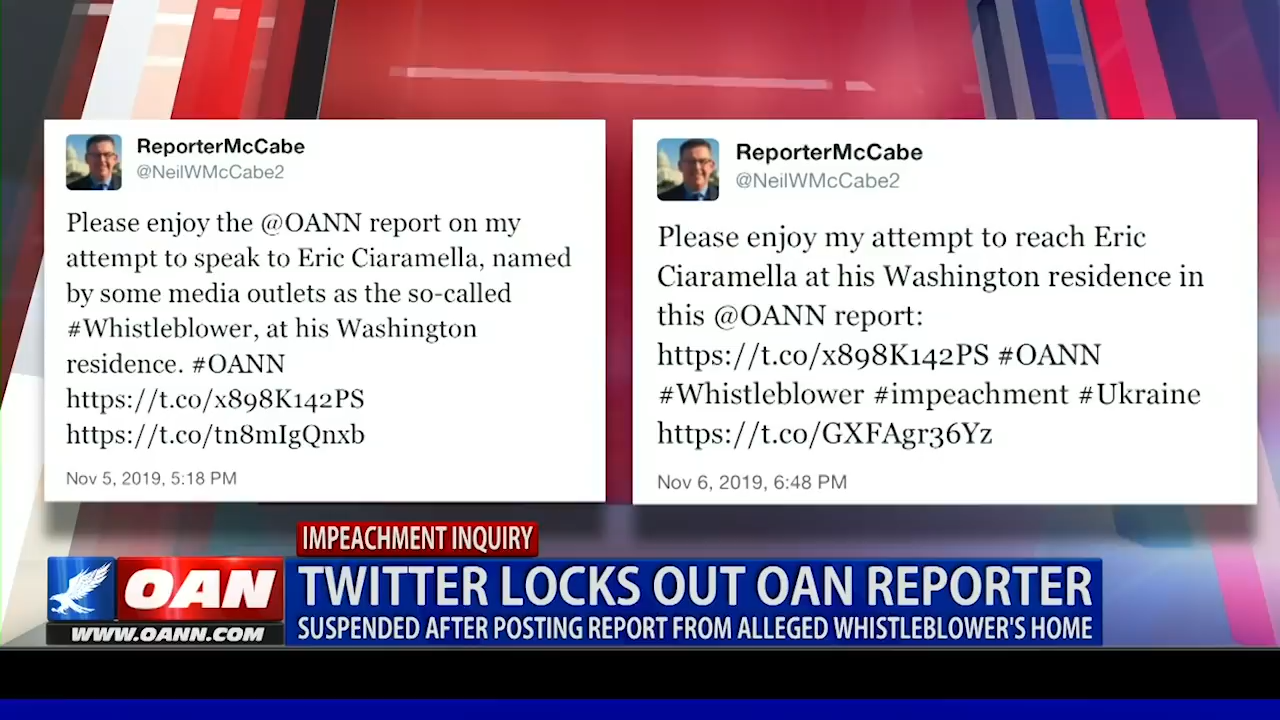 ReporterMcCabe
@NeilWMcCabe2
Please enjoy the @OANN report on my
attempt to speak to Eric Ciaramella, named
by some media outlets as the so-called
#Whistleblower, at his Washington
residence. #OANN
https://t.co/x898K142PS
https://t.co/tn8mIgQnxb
Nov 5, 2019, 5:18 PM
ReporterMcCabe
@NeilWMcCabe2
Please enjoy my attempt to reach Eric
Ciaramella at his Washington residence in
this @OANN report:
https://t.co/x898K142PS #OANN
#Whistleblower #impeachment #Ukraine
https://t.co/GXFAgr36Yz
Nov 6, 2019, 6:48 PM
IMPEACHMENT INQUIRY
OAN
WWW.OANN.COM
TWITTER LOCKS OUT OAN REPORTER
SUSPENDED AFTER POSTING REPORT FROM ALLEGED WHISTLEBLOWER'S HOME